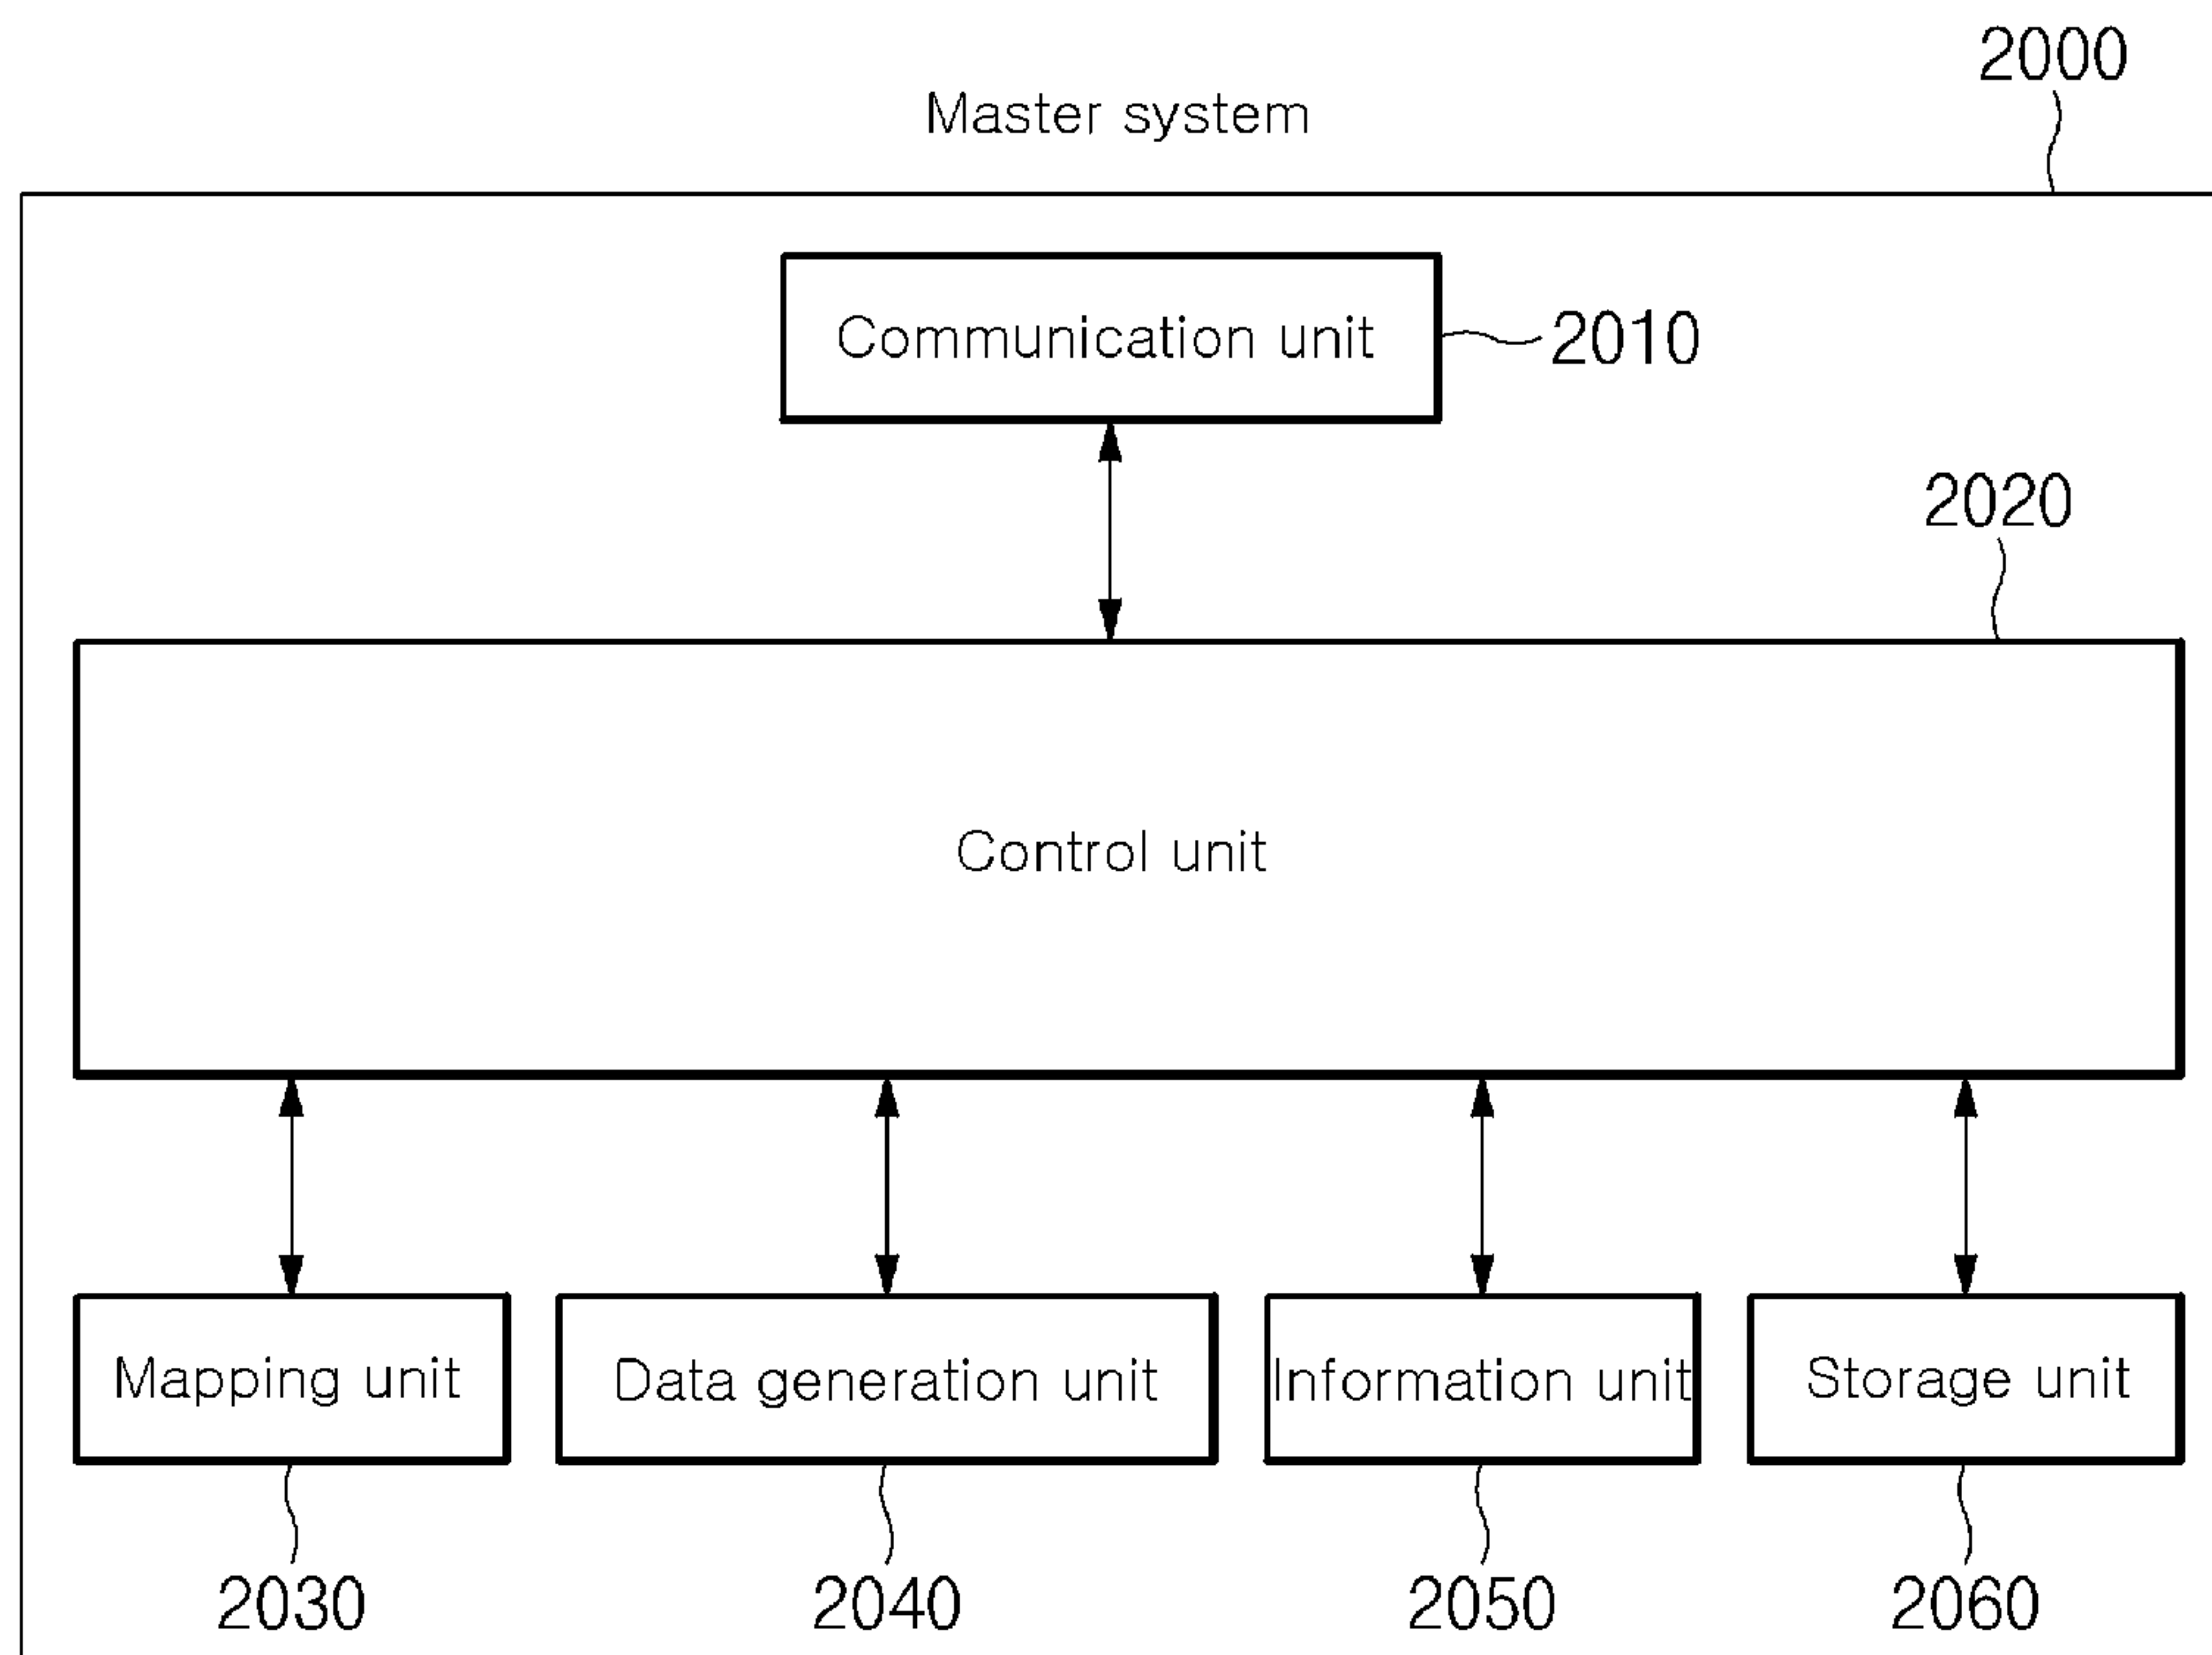 2000
Master system
Communication unit
2010
2020
Control unit
Mapping unit
Data generation unit
Information unit
Storage unit
2030
2040
2050
2060